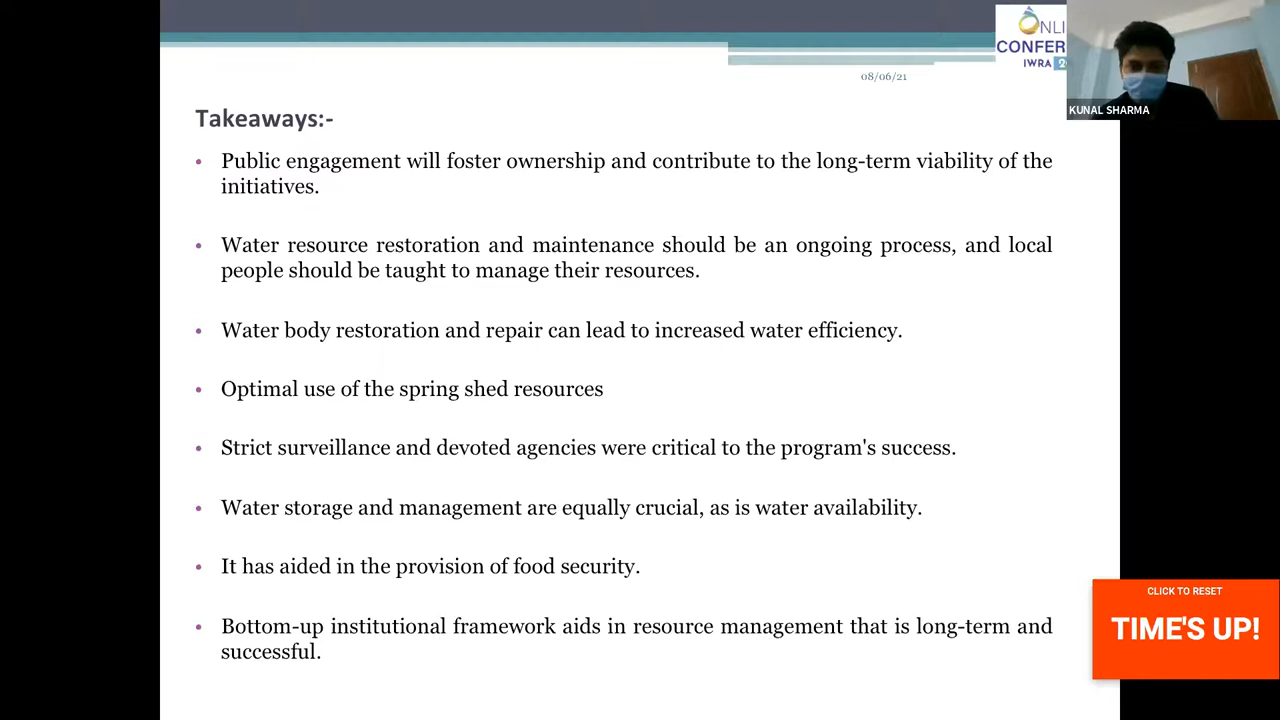 ONLI
CONFER
IWRA 2
08/06/21
KUNAL SHARMA
Takeaways:-
• Public engagement will foster ownership and contribute to the long-term viability of the
initiatives.
• Water resource restoration and maintenance should be an ongoing process, and local
people should be taught to manage their resources.
• Water body restoration and repair can lead to increased water efficiency.
• Optimal use of the spring shed resources
• Strict surveillance and devoted agencies were critical to the program's success.
• Water storage and management are equally crucial, as is water availability.
• It has aided in the provision of food security.
• Bottom-up institutional framework aids in resource management that is long-term and
successful.
CLICK TO RESET
TIME'S UP!